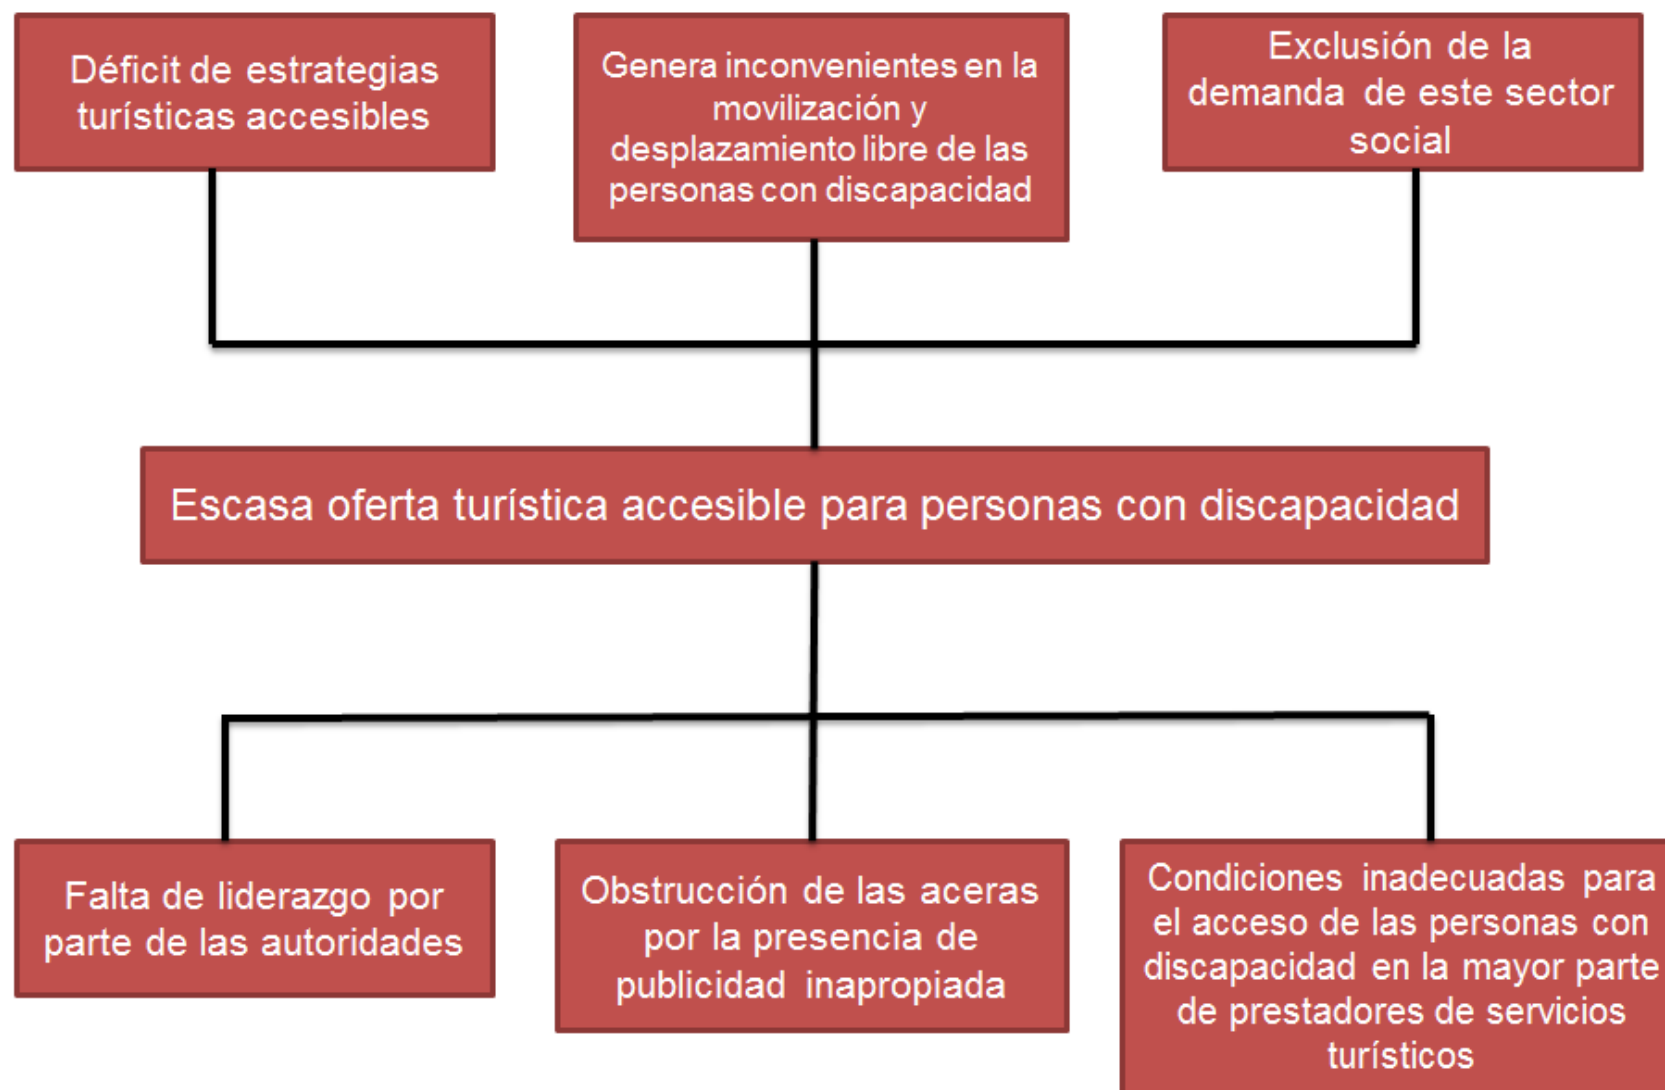 Déficit de estrategias
turísticas accesibles
Genera inconvenientes en la
movilización y
desplazamiento libre de las
personas con discapacidad
Exclusión de la
demanda de este sector
social
Escasa oferta turística accesible para personas con discapacidad
Falta de liderazgo por
parte de las autoridades
Obstrucción de las aceras
por la presencia de
publicidad inapropiada
Condiciones inadecuadas para
el acceso de las personas con
discapacidad en la mayor parte
de prestadores de servicios
turísticos